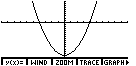 y(x)= WIND ZOOM TRACE GRAPH▸